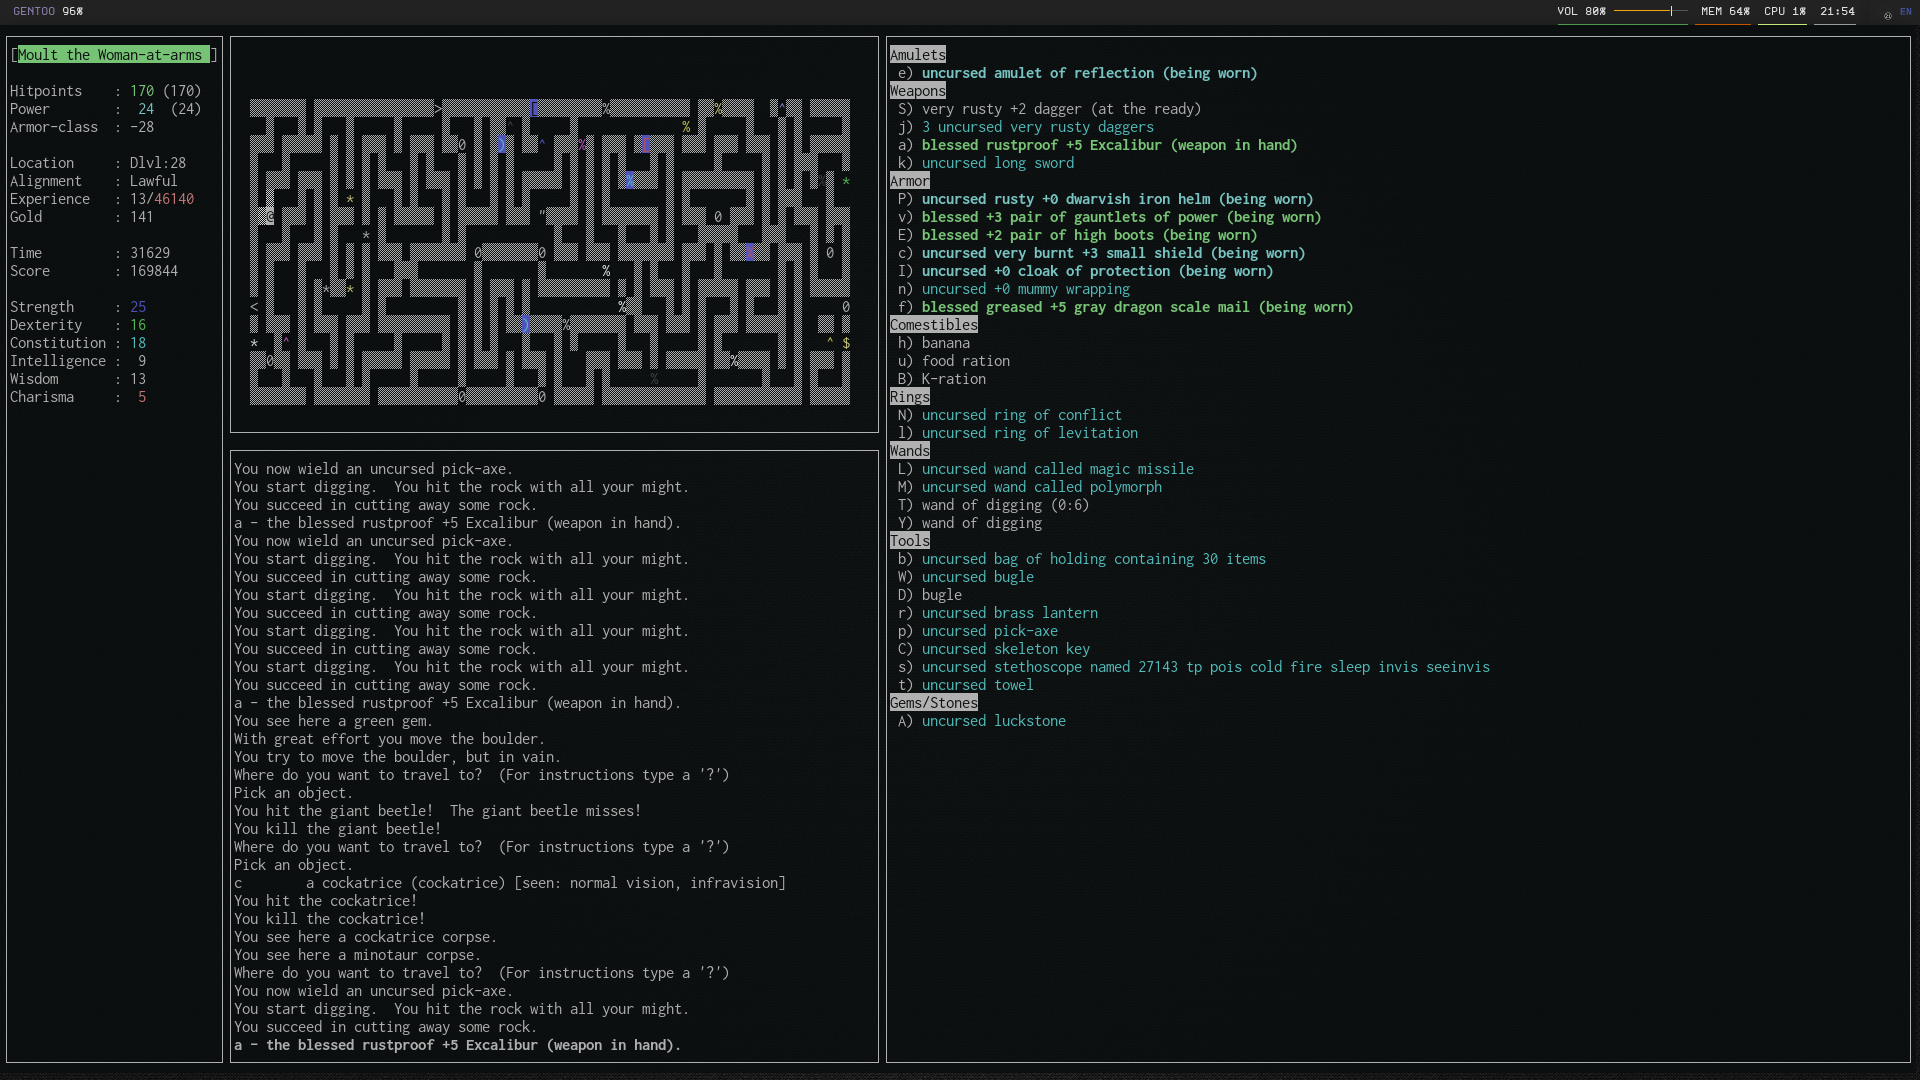 GENTOO 96% VOL 80% MEM 64% CPU 1% 21:54 @ EN
[Moult the Woman-at-arms ]
Hitpoints : 170 (170)
Power : 24 (24)
Armor-class : -28
Location : Dlvl:28
Alignment : Lawful
Experience : 13/46140
Gold : 141
Time : 31629
Score : 169844
Strength : 25
Dexterity : 16
Constitution : 18
Intelligence : 9
Wisdom : 13
Charisma : 5
You now wield an uncursed pick-axe.
You start digging.  You hit the rock with all your might.
You succeed in cutting away some rock.
a - the blessed rustproof +5 Excalibur (weapon in hand).
You now wield an uncursed pick-axe.
You start digging.  You hit the rock with all your might.
You succeed in cutting away some rock.
You start digging.  You hit the rock with all your might.
You succeed in cutting away some rock.
You start digging.  You hit the rock with all your might.
You succeed in cutting away some rock.
You start digging.  You hit the rock with all your might.
You succeed in cutting away some rock.
a - the blessed rustproof +5 Excalibur (weapon in hand).
You see here a green gem.
With great effort you move the boulder.
You try to move the boulder, but in vain.
Where do you want to travel to?  (For instructions type a '?')
Pick an object.
You hit the giant beetle!  The giant beetle misses!
You kill the giant beetle!
Where do you want to travel to?  (For instructions type a '?')
Pick an object.
c        a cockatrice (cockatrice) [seen: normal vision, infravision]
You hit the cockatrice!
You kill the cockatrice!
You see here a cockatrice corpse.
You see here a minotaur corpse.
Where do you want to travel to?  (For instructions type a '?')
You now wield an uncursed pick-axe.
You start digging.  You hit the rock with all your might.
You succeed in cutting away some rock.
a - the blessed rustproof +5 Excalibur (weapon in hand).
Amulets
e) uncursed amulet of reflection (being worn)
Weapons
S) very rusty +2 dagger (at the ready)
j) 3 uncursed very rusty daggers
a) blessed rustproof +5 Excalibur (weapon in hand)
k) uncursed long sword
Armor
P) uncursed rusty +0 dwarvish iron helm (being worn)
v) blessed +3 pair of gauntlets of power (being worn)
E) blessed +2 pair of high boots (being worn)
c) uncursed very burnt +3 small shield (being worn)
I) uncursed +0 cloak of protection (being worn)
n) uncursed +0 mummy wrapping
f) blessed greased +5 gray dragon scale mail (being worn)
Comestibles
h) banana
u) food ration
B) K-ration
Rings
N) uncursed ring of conflict
l) uncursed ring of levitation
Wands
L) uncursed wand called magic missile
M) uncursed wand called polymorph
T) wand of digging (0:6)
Y) wand of digging
Tools
b) uncursed bag of holding containing 30 items
W) uncursed bugle
D) bugle
r) uncursed brass lantern
p) uncursed pick-axe
C) uncursed skeleton key
s) uncursed stethoscope named 27143 tp pois cold fire sleep invis seeinvis
t) uncursed towel
Gems/Stones
A) uncursed luckstone